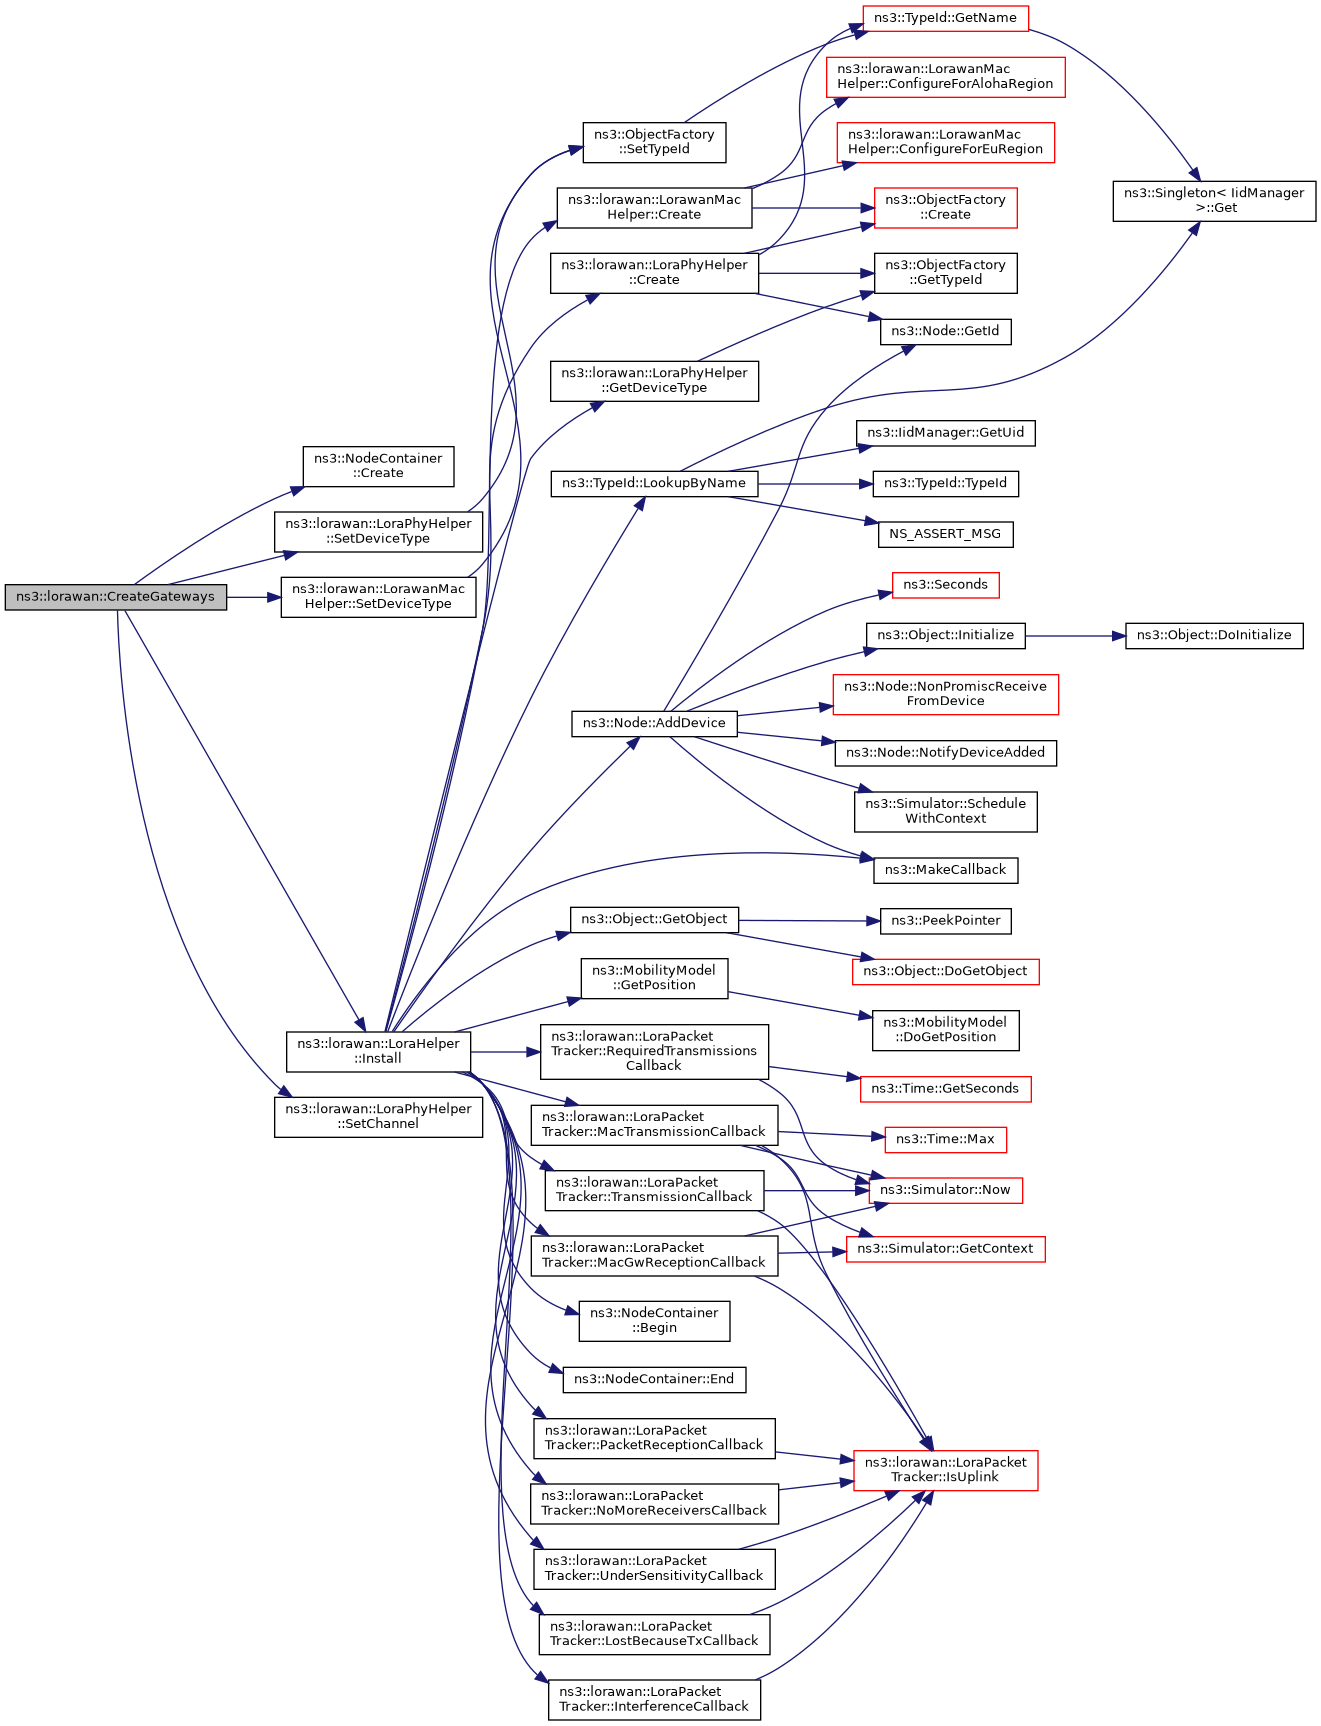 ns3::TypeId::GetName
ns3::lorawan::LorawanMac
Helper::ConfigureForAlohaRegion
ns3::ObjectFactory
::SetTypeId
ns3::lorawan::LorawanMac
Helper::ConfigureForEuRegion
ns3::lorawan::LorawanMac
Helper::Create
ns3::ObjectFactory
::Create
ns3::Singleton< IidManager
>::Get
ns3::lorawan::LoraPhyHelper
::Create
ns3::ObjectFactory
::GetTypeId
ns3::Node::GetId
ns3::lorawan::LoraPhyHelper
::GetDeviceType
ns3::IidManager::GetUid
ns3::NodeContainer
::Create
ns3::TypeId::LookupByName
ns3::TypeId::TypeId
ns3::lorawan::LoraPhyHelper
::SetDeviceType
NS_ASSERT_MSG
ns3::lorawan::CreateGateways
ns3::lorawan::LorawanMac
Helper::SetDeviceType
ns3::Seconds
ns3::Object::Initialize
ns3::Object::DoInitialize
ns3::Node::NonPromiscReceive
FromDevice
ns3::Node::AddDevice
ns3::Node::NotifyDeviceAdded
ns3::Simulator::Schedule
WithContext
ns3::MakeCallback
ns3::Object::GetObject
ns3::PeekPointer
ns3::Object::DoGetObject
ns3::MobilityModel
::GetPosition
ns3::MobilityModel
::DoGetPosition
ns3::lorawan::LoraHelper
::Install
ns3::lorawan::LoraPacket
Tracker::RequiredTransmissions
Callback
ns3::Time::GetSeconds
ns3::lorawan::LoraPhyHelper
::SetChannel
ns3::lorawan::LoraPacket
Tracker::MacTransmissionCallback
ns3::Time::Max
ns3::lorawan::LoraPacket
Tracker::TransmissionCallback
ns3::Simulator::Now
ns3::lorawan::LoraPacket
Tracker::MacGwReceptionCallback
ns3::Simulator::GetContext
ns3::NodeContainer
::Begin
ns3::NodeContainer::End
ns3::lorawan::LoraPacket
Tracker::PacketReceptionCallback
ns3::lorawan::LoraPacket
Tracker::IsUplink
ns3::lorawan::LoraPacket
Tracker::NoMoreReceiversCallback
ns3::lorawan::LoraPacket
Tracker::UnderSensitivityCallback
ns3::lorawan::LoraPacket
Tracker::LostBecauseTxCallback
ns3::lorawan::LoraPacket
Tracker::InterferenceCallback